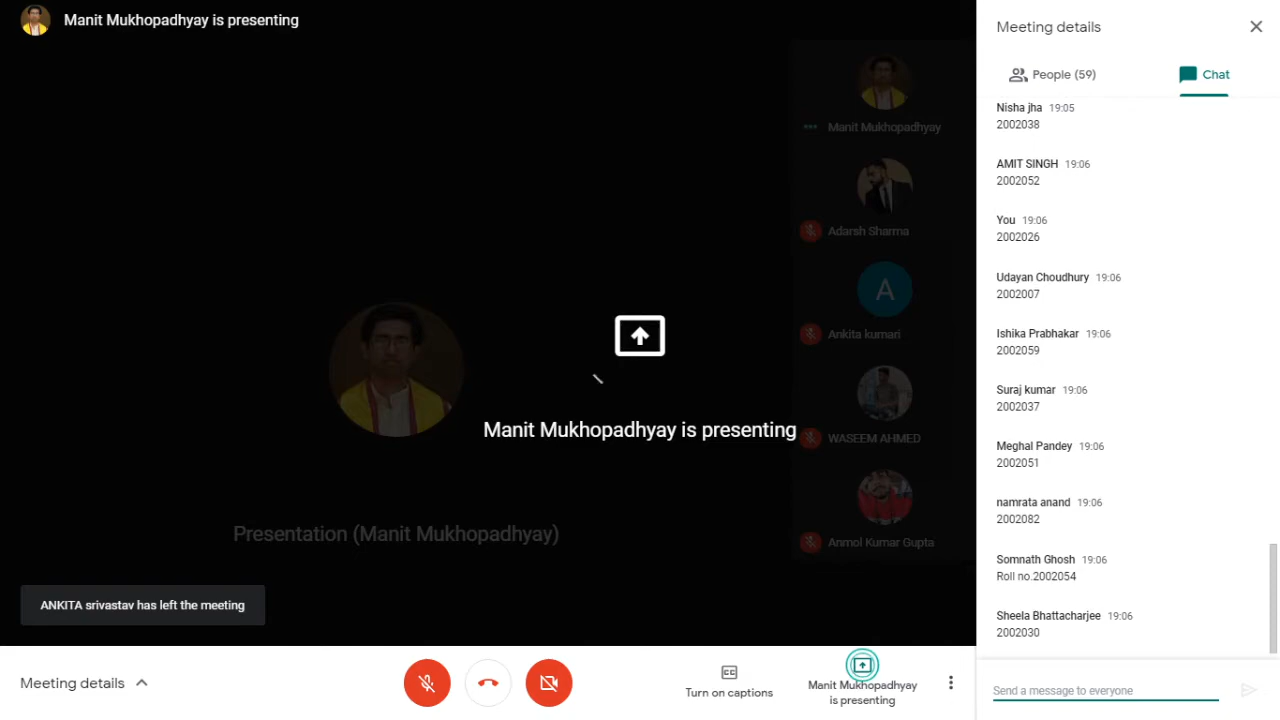 Manit Mukhopadhyay is presenting
Manit Mukhopadhyay
Adarsh Sharma
A
Ankita kumari
WASEEM AHMED
Anmol Kumar Gupta
Manit Mukhopadhyay is presenting
Presentation (Manit Mukhopadhyay)
ANKITA srivastav has left the meeting
Meeting details
CC
Turn on captions
Manit Mukhopadhyay
is presenting
Meeting details
People (59)
Chat
Nisha jha 19:05
2002038
AMIT SINGH 19:06
2002052
You 19:06
2002026
Udayan Choudhury 19:06
2002007
Ishika Prabhakar 19:06
2002059
Suraj kumar 19:06
2002037
Meghal Pandey 19:06
2002051
namrata anand 19:06
2002082
Somnath Ghosh 19:06
Roll no.2002054
Sheela Bhattacharjee 19:06
2002030
Send a message to everyone